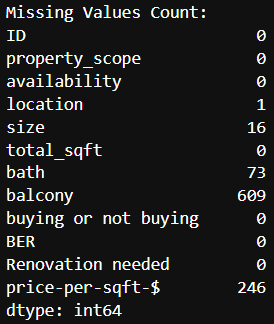 Missing Values Count:
ID 0
property_scope 0
availability 0
location 1
size 16
total_sqft 0
bath 73
balcony 609
buying or not buying 0
BER 0
Renovation needed 0
price-per-sqft-$ 246
dtype: int64